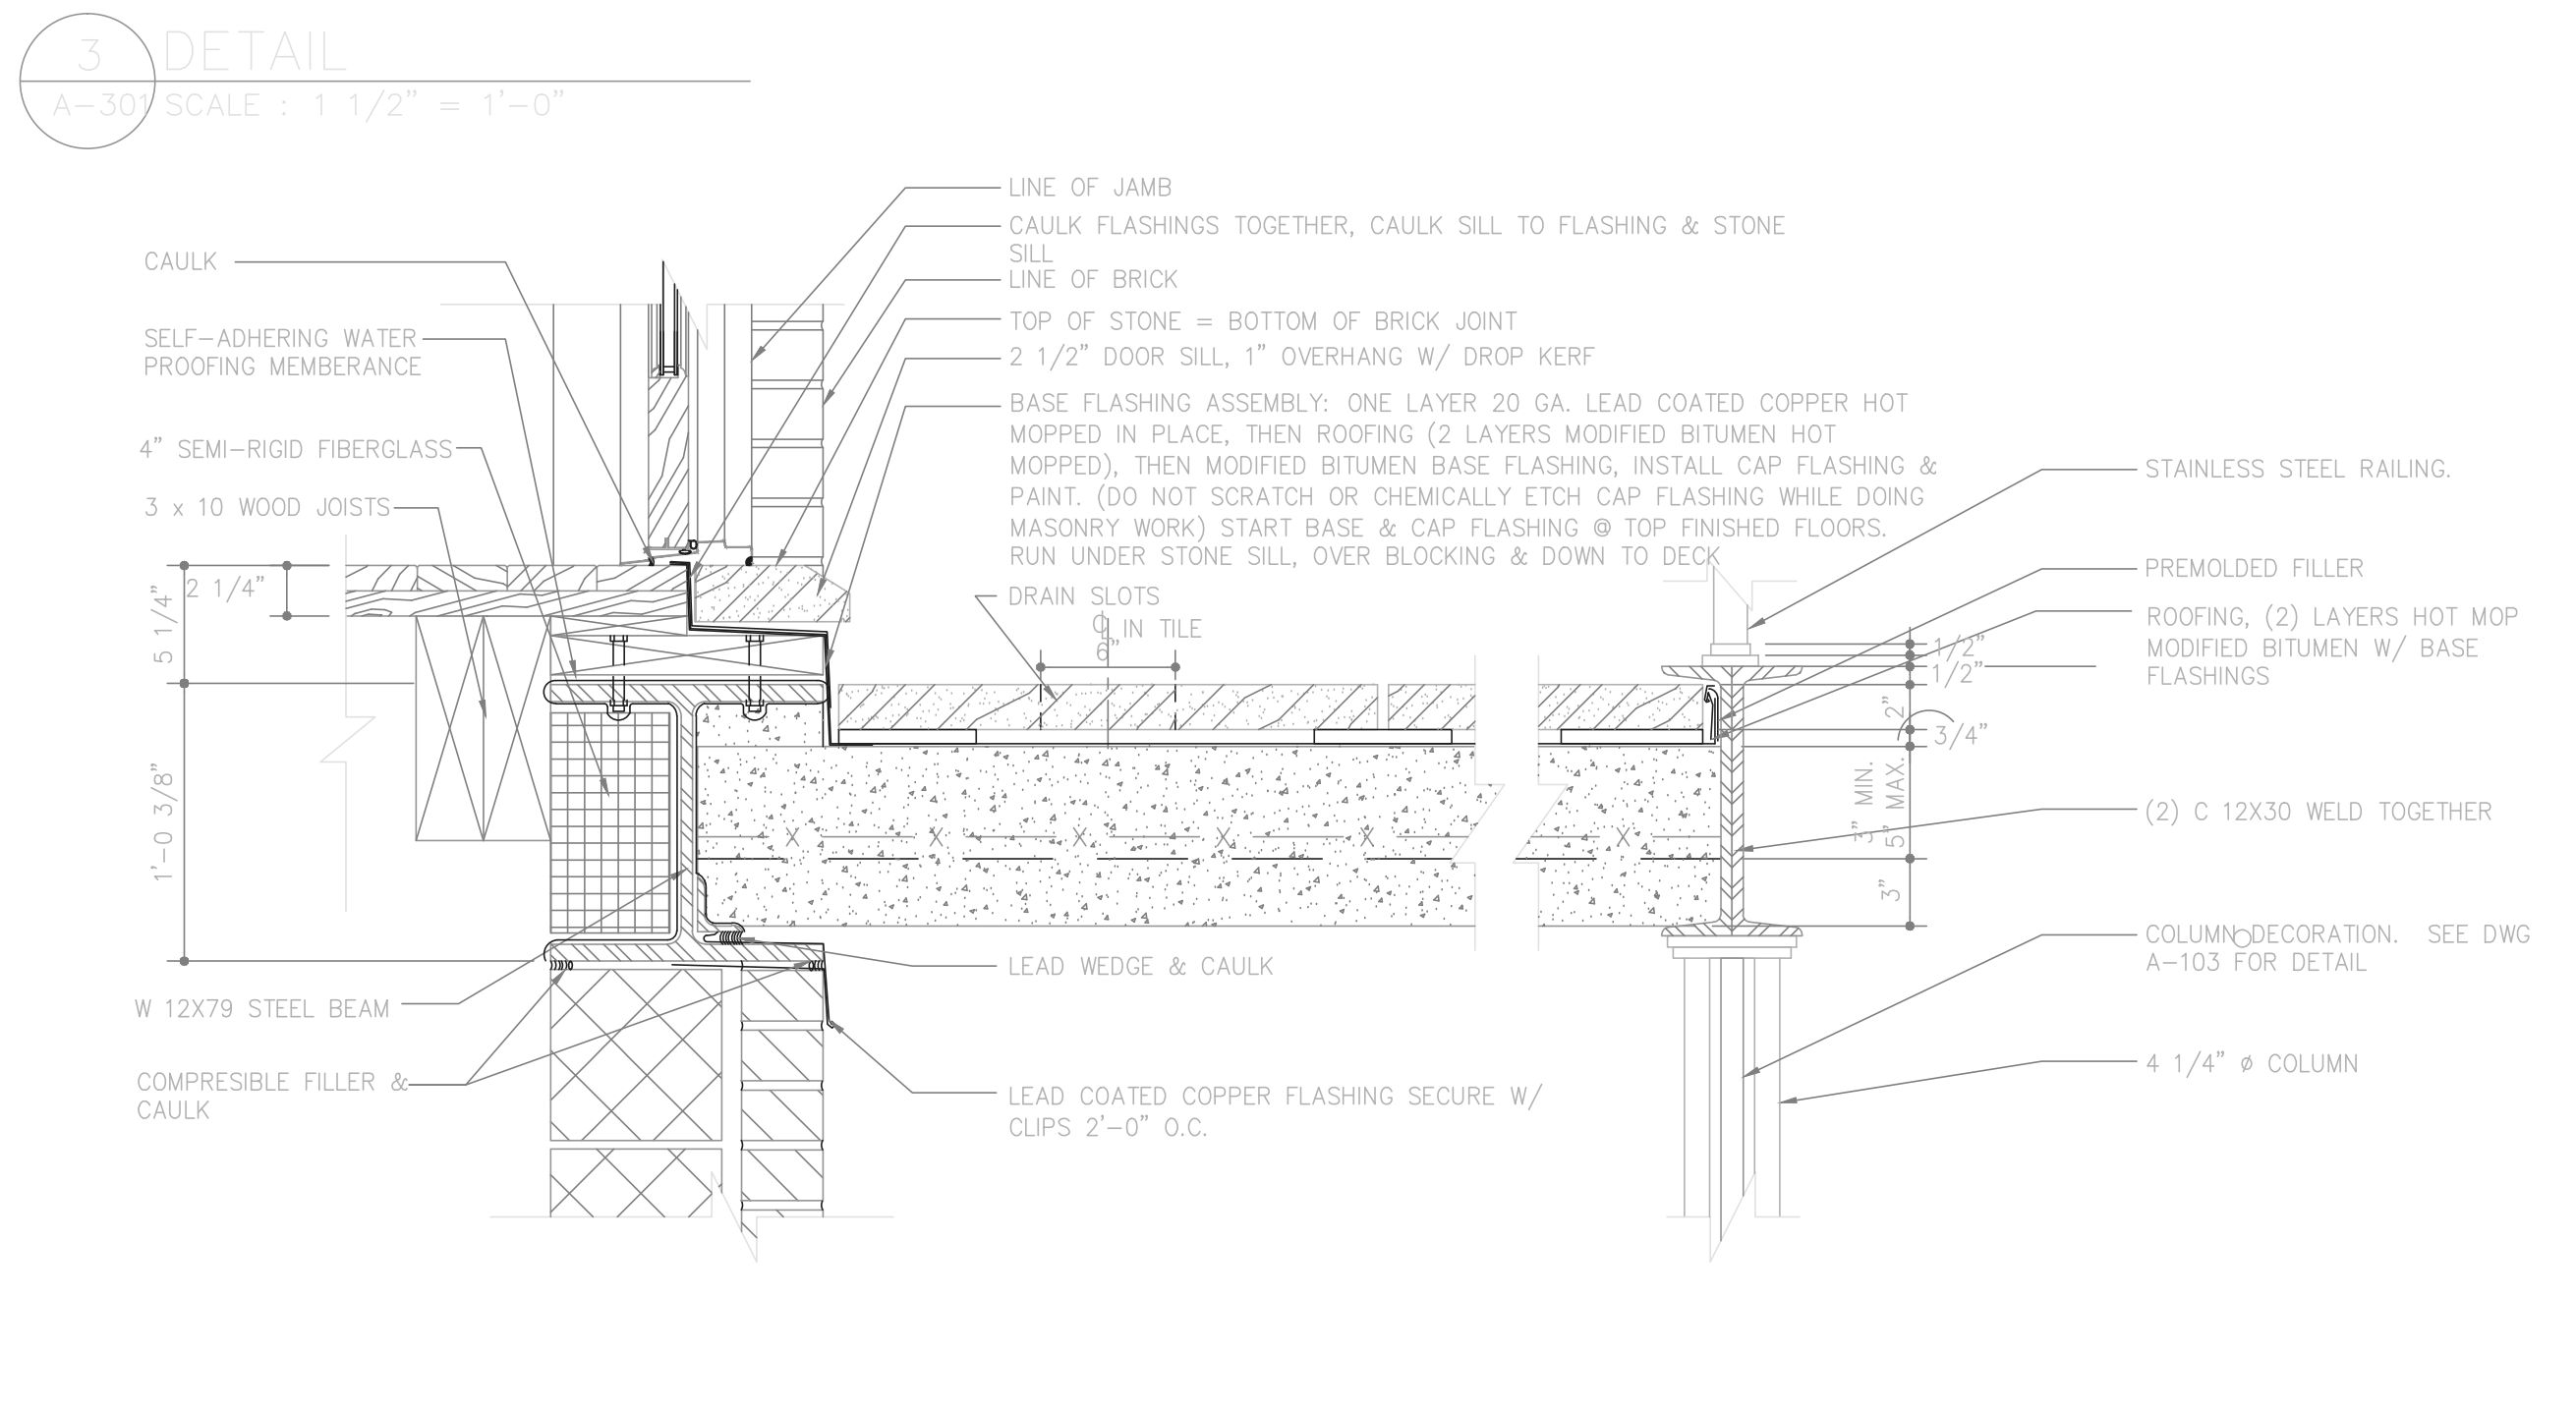 3 DETAIL
A-301 SCALE : 1 1/2" = 1'-0"
LINE OF JAMB
CAULK FLASHINGS TOGETHER, CAULK SILL TO FLASHING & STONE
SILL
LINE OF BRICK
TOP OF STONE = BOTTOM OF BRICK JOINT
2 1/2" DOOR SILL, 1" OVERHANG W/ DROP KERF
BASE FLASHING ASSEMBLY: ONE LAYER 20 GA. LEAD COATED COPPER HOT
MOPPED IN PLACE, THEN ROOFING (2 LAYERS MODIFIED BITUMEN HOT
MOPPED), THEN MODIFIED BITUMEN BASE FLASHING, INSTALL CAP FLASHING &
PAINT. (DO NOT SCRATCH OR CHEMICALLY ETCH CAP FLASHING WHILE DOING
MASONRY WORK) START BASE & CAP FLASHING @ TOP FINISHED FLOORS.
RUN UNDER STONE SILL, OVER BLOCKING & DOWN TO DECK
DRAIN SLOTS
℄ IN TILE
6"
CAULK
SELF-ADHERING WATER
PROOFING MEMBERANCE
4" SEMI-RIGID FIBERGLASS
3 x 10 WOOD JOISTS
2 1/4"
5 1/4"
1'-0 3/8"
W 12X79 STEEL BEAM
COMPRESIBLE FILLER &
CAULK
X X X X X X
LEAD WEDGE & CAULK
LEAD COATED COPPER FLASHING SECURE W/
CLIPS 2'-0" O.C.
STAINLESS STEEL RAILING.
PREMOLDED FILLER
ROOFING, (2) LAYERS HOT MOP
MODIFIED BITUMEN W/ BASE
FLASHINGS
1/2"
1/2"
2"
3/4"
3" MIN.
5" MAX.
3"
(2) C 12X30 WELD TOGETHER
COLUMN DECORATION. SEE DWG
A-103 FOR DETAIL
4 1/4" ø COLUMN